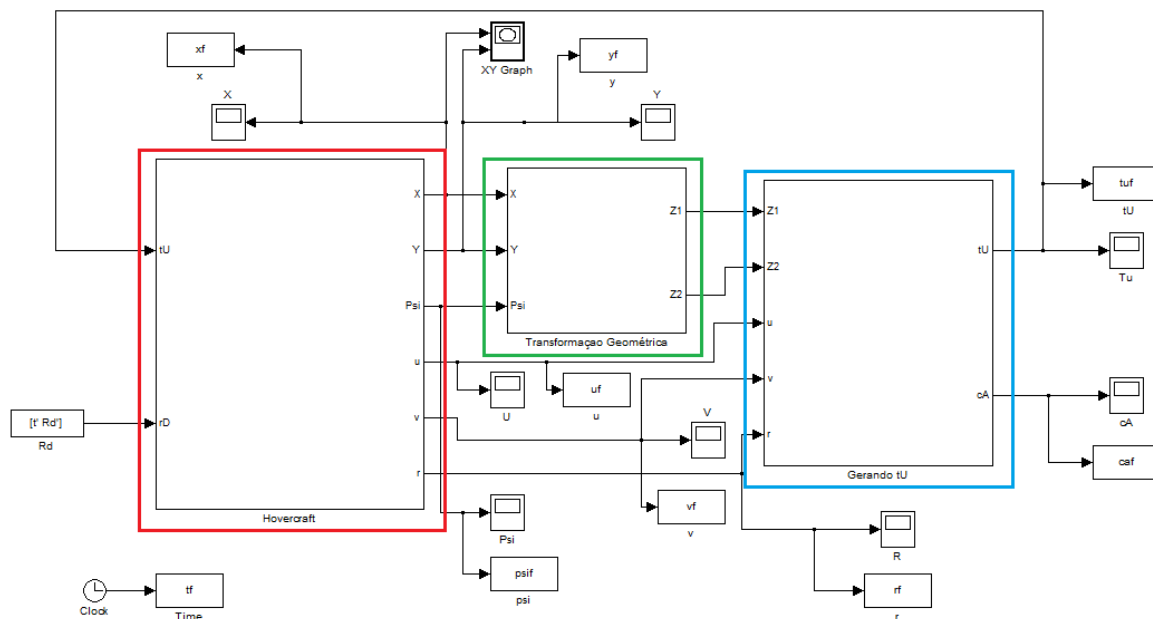 xf
x
X
XY Graph
yf
y
Y
tU
rD
X
Y
Psi
u
v
r
Hovercraft
X
Y
Psi
Z1
Z2
Transformaçao Geométrica
Z1
Z2
u
v
r
tU
cA
Gerando tU
tuf
tU
Tu
cA
caf
[t' Rd']
Rd
U
uf
u
V
vf
v
Psi
psif
psi
R
rf
r
Clock
tf
Time